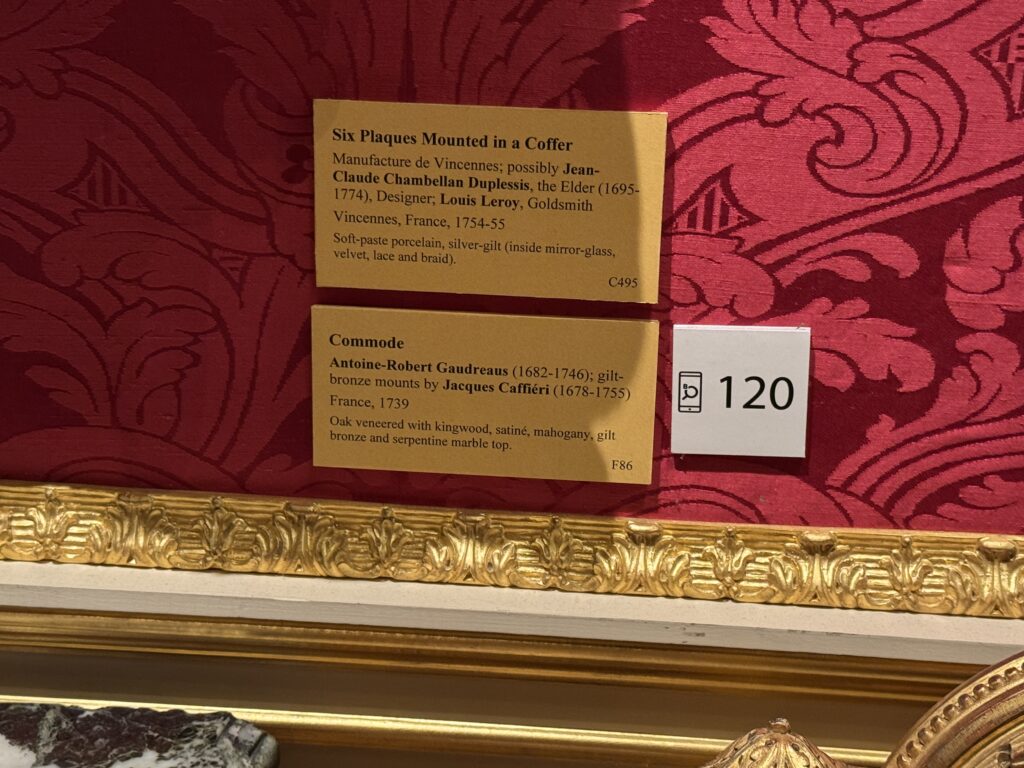 Six Plaques Mounted in a Coffer
Manufacture de Vincennes; possibly Jean-
Claude Chambellan Duplessis, the Elder (1695-
1774), Designer; Louis Leroy, Goldsmith
Vincennes, France, 1754-55
Soft-paste porcelain, silver-gilt (inside mirror-glass,
velvet, lace and braid).
C495
Commode
Antoine-Robert Gaudreaus (1682-1746); gilt-
bronze mounts by Jacques Caffiéri (1678-1755)
France, 1739
Oak veneered with kingwood, satiné, mahogany, gilt
bronze and serpentine marble top.
F86
120